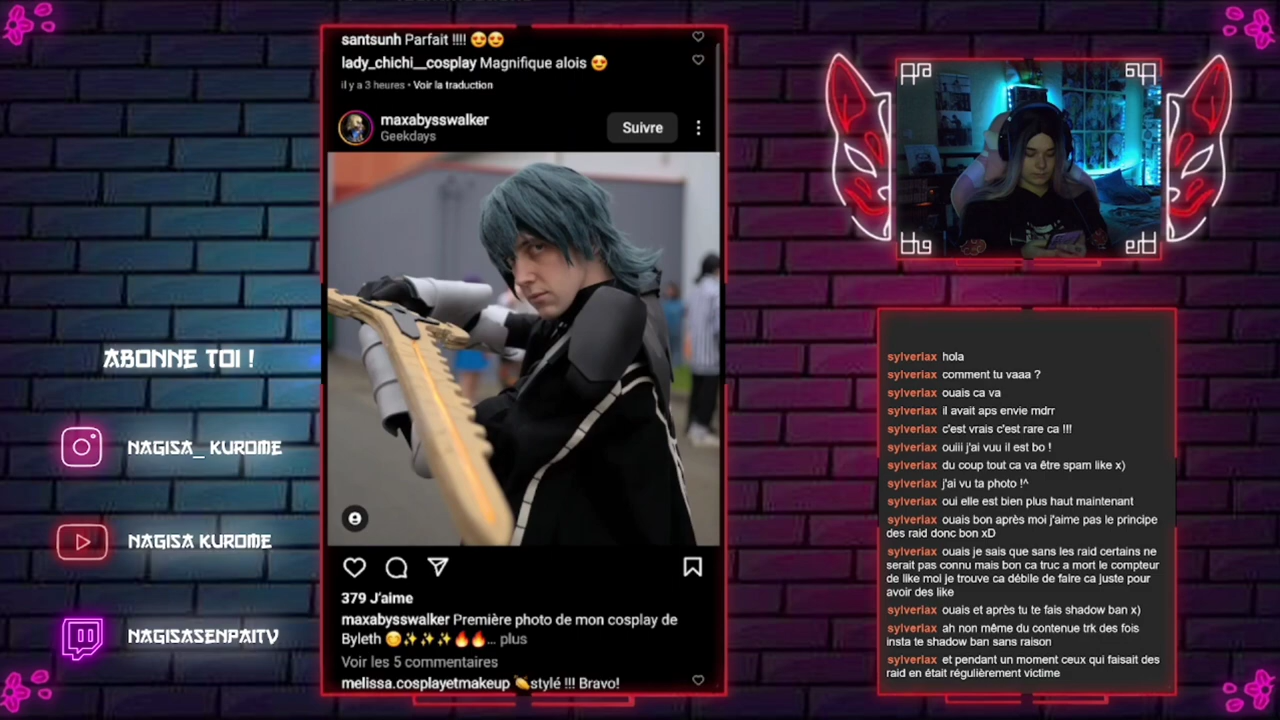 santsunh Parfait !!!! 😍😍
lady_chichi__cosplay Magnifique alois 😍
il y a 3 heures • Voir la traduction
maxabysswalker
Geekdays
Suivre
379 J'aime
maxabysswalker Première photo de mon cosplay de
Byleth 😊✨✨✨🔥🔥... plus
Voir les 5 commentaires
melissa.cosplayetmakeup 👏stylé !!! Bravo!
ABONNE TOI !
NAGISA_ KUROME
NAGISA KUROME
NAGISASENPAITV
sylveriax hola
sylveriax comment tu vaaa ?
sylveriax ouais ca va
sylveriax il avait aps envie mdrr
sylveriax c'est vrais c'est rare ca !!!
sylveriax ouiii j'ai vuu il est bo !
sylveriax du coup tout ca va être spam like x)
sylveriax j'ai vu ta photo !^
sylveriax oui elle est bien plus haut maintenant
sylveriax ouais bon après moi j'aime pas le principe
des raid donc bon xD
sylveriax ouais je sais que sans les raid certains ne
serait pas connu mais bon ca truc a mort le compteur
de like moi je trouve ca débile de faire ca juste pour
avoir des like
sylveriax ouais et après tu te fais shadow ban x)
sylveriax ah non même du contenue trk des fois
insta te shadow ban sans raison
sylveriax et pendant un moment ceux qui faisait des
raid en était régulièrement victime